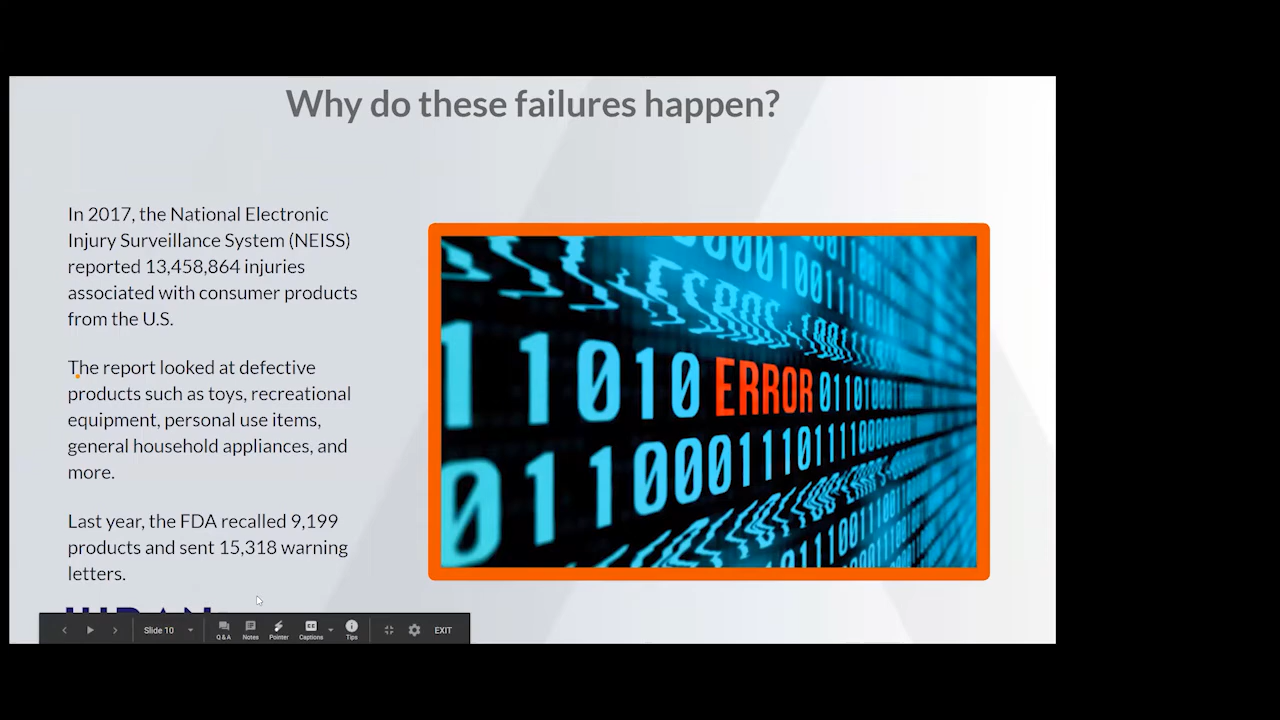 Why do these failures happen?
In 2017, the National Electronic
Injury Surveillance System (NEISS)
reported 13,458,864 injuries
associated with consumer products
from the U.S.
The report looked at defective
products such as toys, recreational
equipment, personal use items,
general household appliances, and
more.
Last year, the FDA recalled 9,199
products and sent 15,318 warning
letters.
11010 ERROR 0110100
Slide 10
Q&A Notes Pointer Captions Tips
EXIT